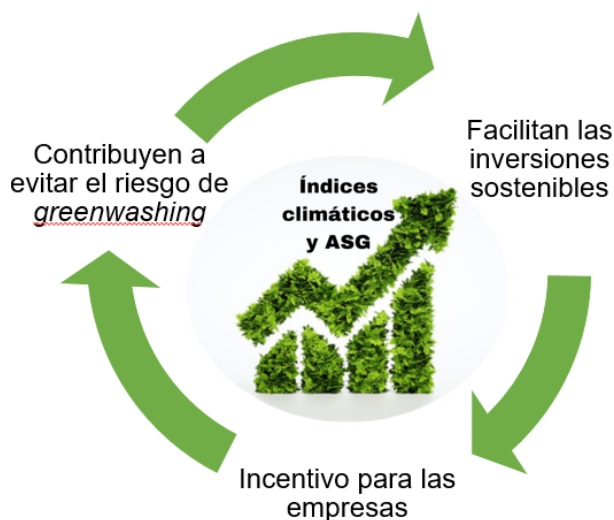 Contribuyen a
evitar el riesgo de
greenwashing
Facilitan las
inversiones
sostenibles
Índices
climáticos
y ASG
Incentivo para las
empresas